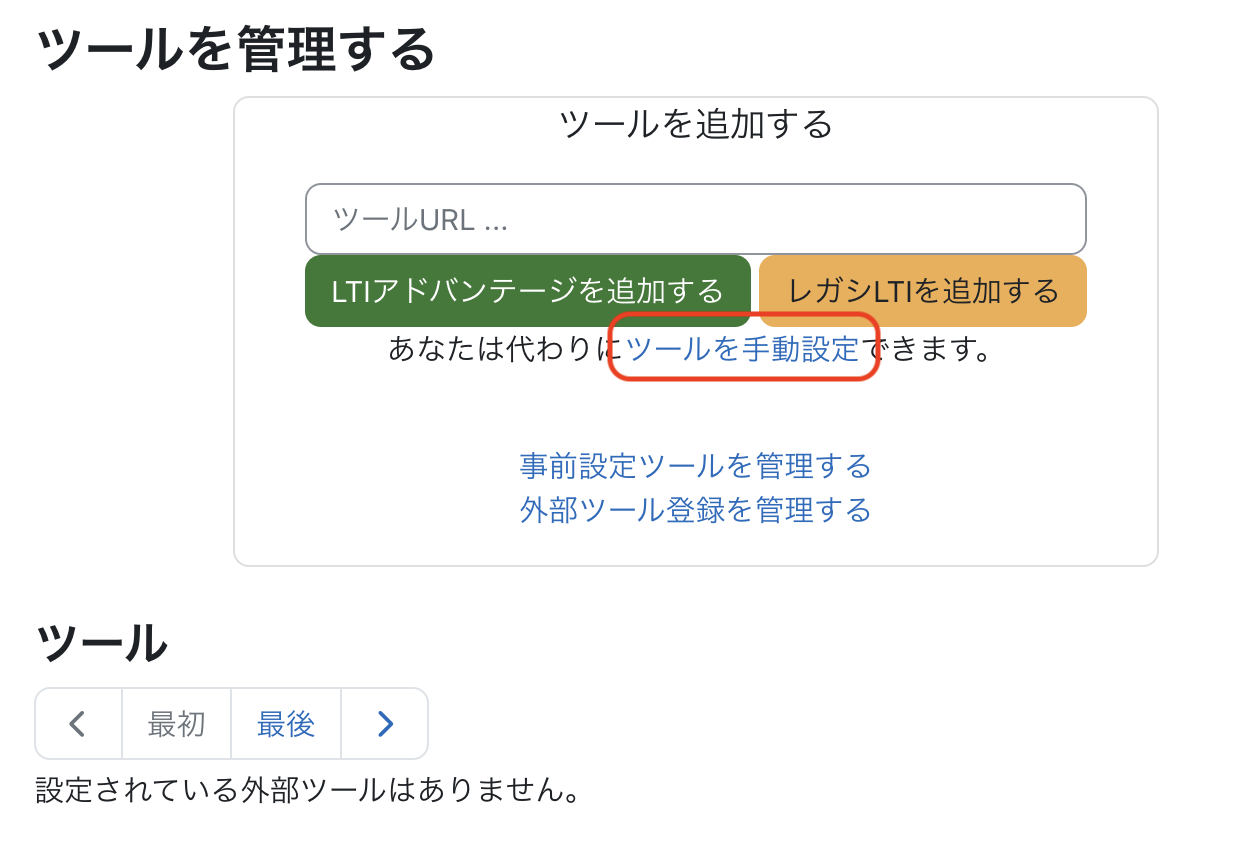 ツールを管理する
ツールを追加する
ツールURL ...
LTIアドバンテージを追加する レガシLTIを追加する
あなたは代わりにツールを手動設定できます。
事前設定ツールを管理する
外部ツール登録を管理する
ツール
最初 最後
設定されている外部ツールはありません。